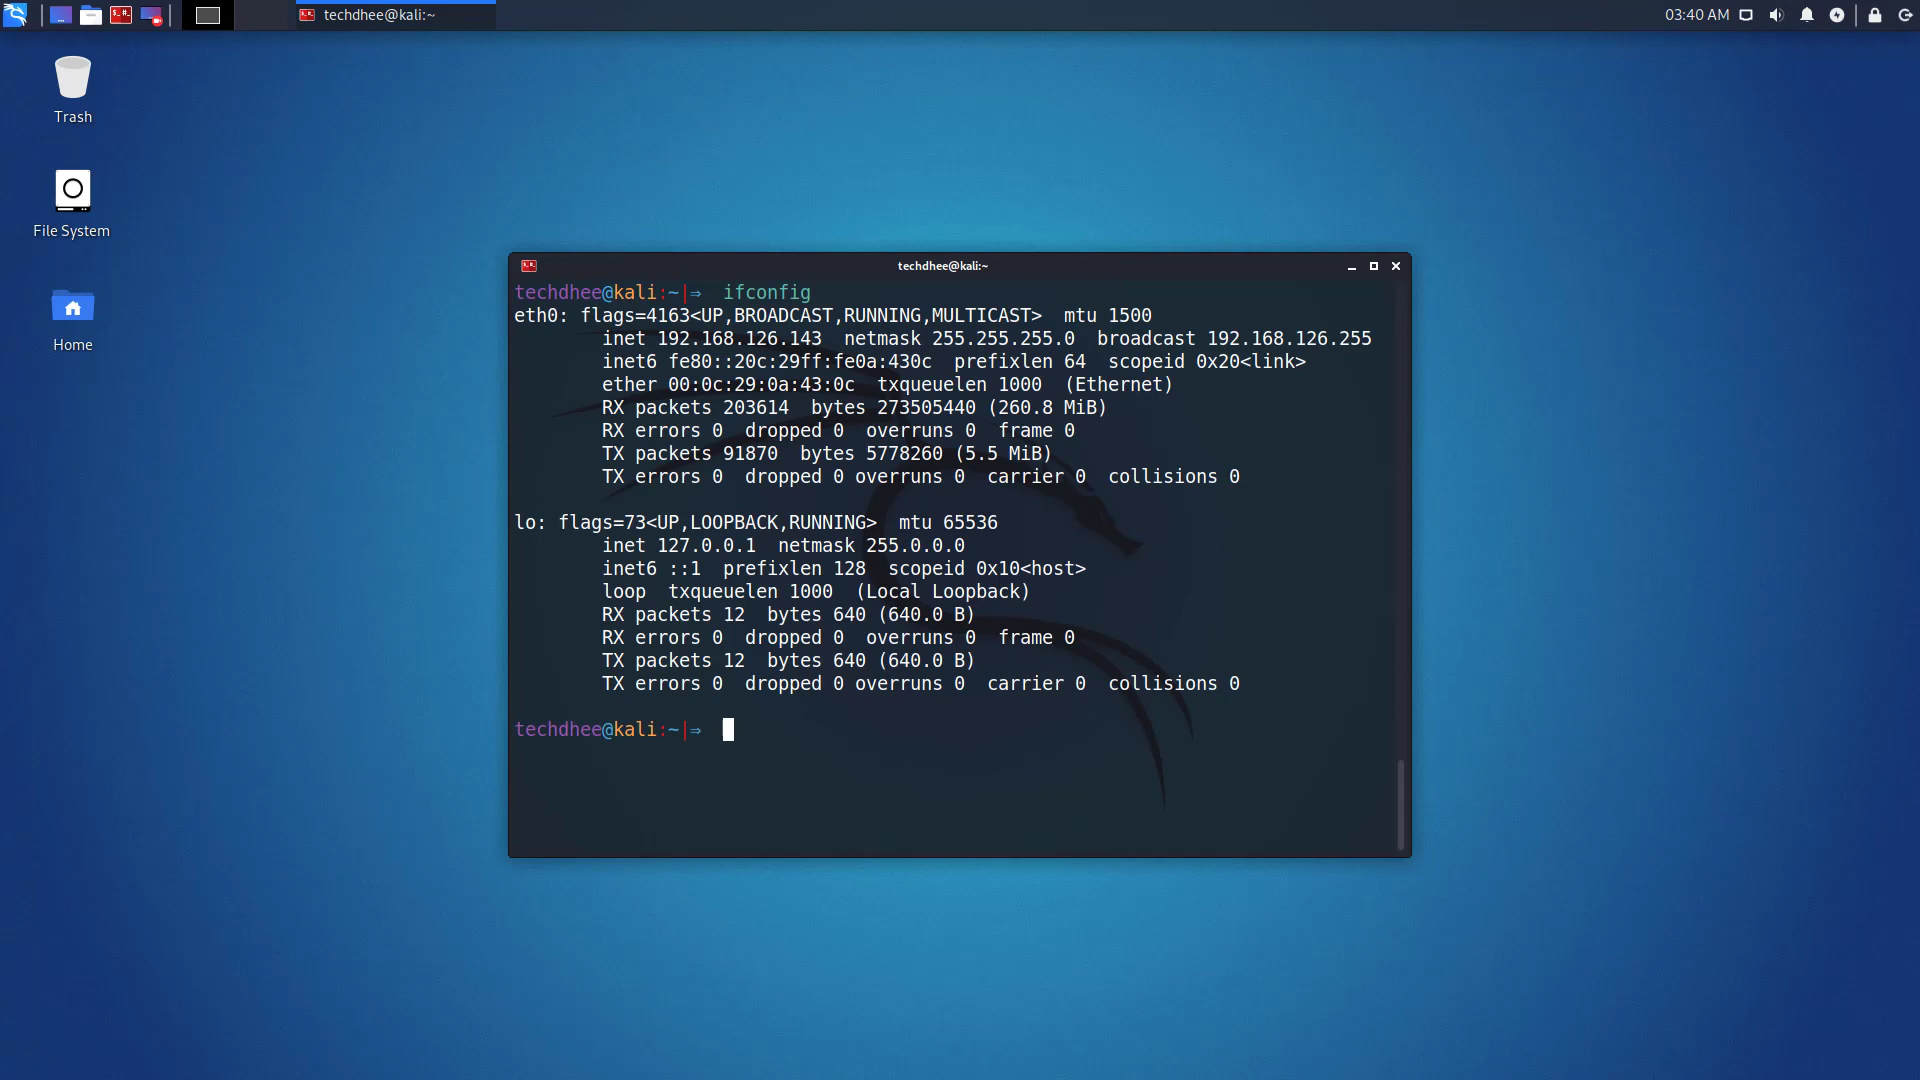 techdhee@kali:~
03:40 AM
Trash
File System
Home
techdhee@kali:~
techdhee@kali:~|⇒  ifconfig
eth0: flags=4163<UP,BROADCAST,RUNNING,MULTICAST>  mtu 1500
        inet 192.168.126.143  netmask 255.255.255.0  broadcast 192.168.126.255
        inet6 fe80::20c:29ff:fe0a:430c  prefixlen 64  scopeid 0x20<link>
        ether 00:0c:29:0a:43:0c  txqueuelen 1000  (Ethernet)
        RX packets 203614  bytes 273505440 (260.8 MiB)
        RX errors 0  dropped 0  overruns 0  frame 0
        TX packets 91870  bytes 5778260 (5.5 MiB)
        TX errors 0  dropped 0 overruns 0  carrier 0  collisions 0

lo: flags=73<UP,LOOPBACK,RUNNING>  mtu 65536
        inet 127.0.0.1  netmask 255.0.0.0
        inet6 ::1  prefixlen 128  scopeid 0x10<host>
        loop  txqueuelen 1000  (Local Loopback)
        RX packets 12  bytes 640 (640.0 B)
        RX errors 0  dropped 0  overruns 0  frame 0
        TX packets 12  bytes 640 (640.0 B)
        TX errors 0  dropped 0 overruns 0  carrier 0  collisions 0

techdhee@kali:~|⇒